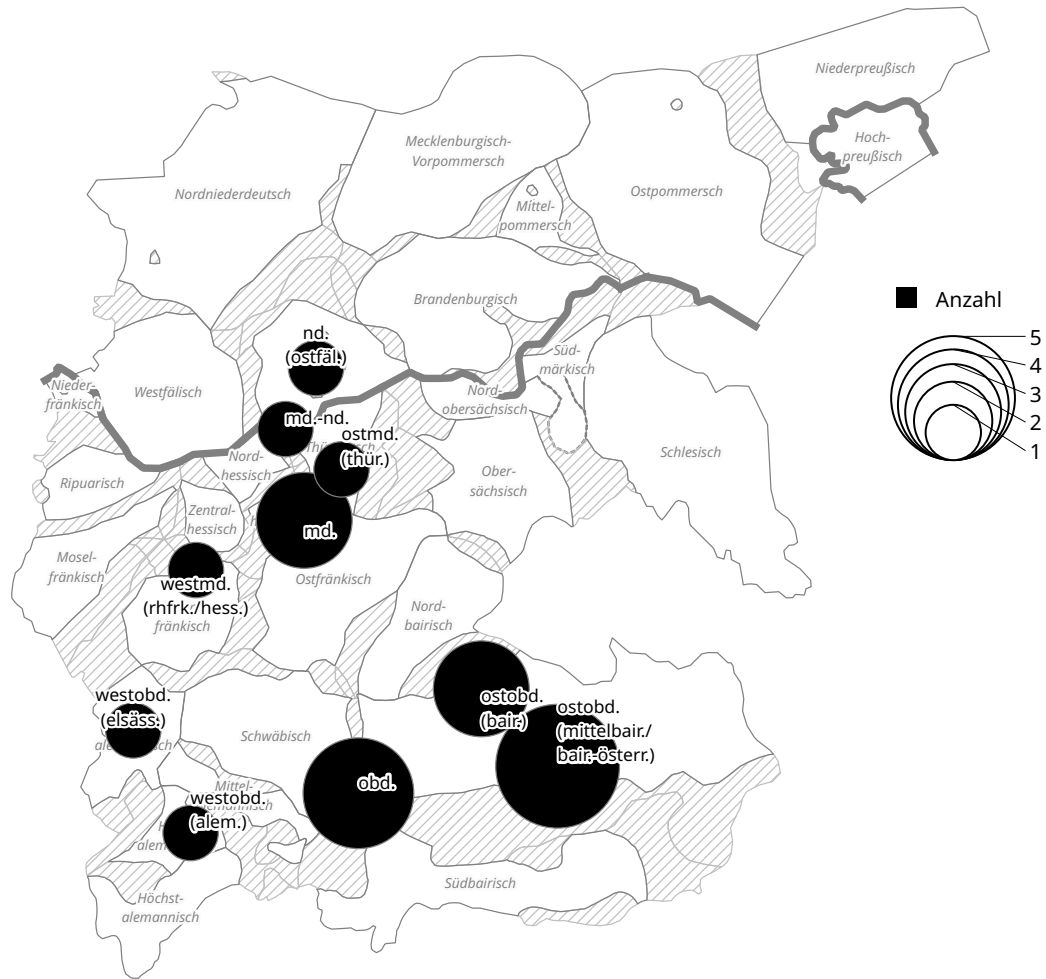 Niederpreußisch
Hoch-
preußisch
Mecklenburgisch-
Vorpommersch
Nordniederdeutsch
Ostpommersch
Mittel-
pommersch
Brandenburgisch
Anzahl
5
4
3
2
1
nd.
(ostfäl.)
Süd-
märkisch
Nieder-
fränkisch
Westfälisch
Nord-
obersächsisch
md.-nd.
ostmd.
(thür.)
Nord-
hessisch
Schlesisch
Ripuarisch
Ober-
sächsisch
Zentral-
hessisch
md.
Mosel-
fränkisch
Ostfränkisch
westmd.
(rhfrk./hess.)
fränkisch
Nord-
bairisch
westobd.
(elsäss.)
ostobd.
(bair.)
ostobd.
(mittelbair./
bair.-österr.)
Schwäbisch
obd.
Mittel-
westobd.
(alem.)
Südbairisch
Höchst-
alemannisch